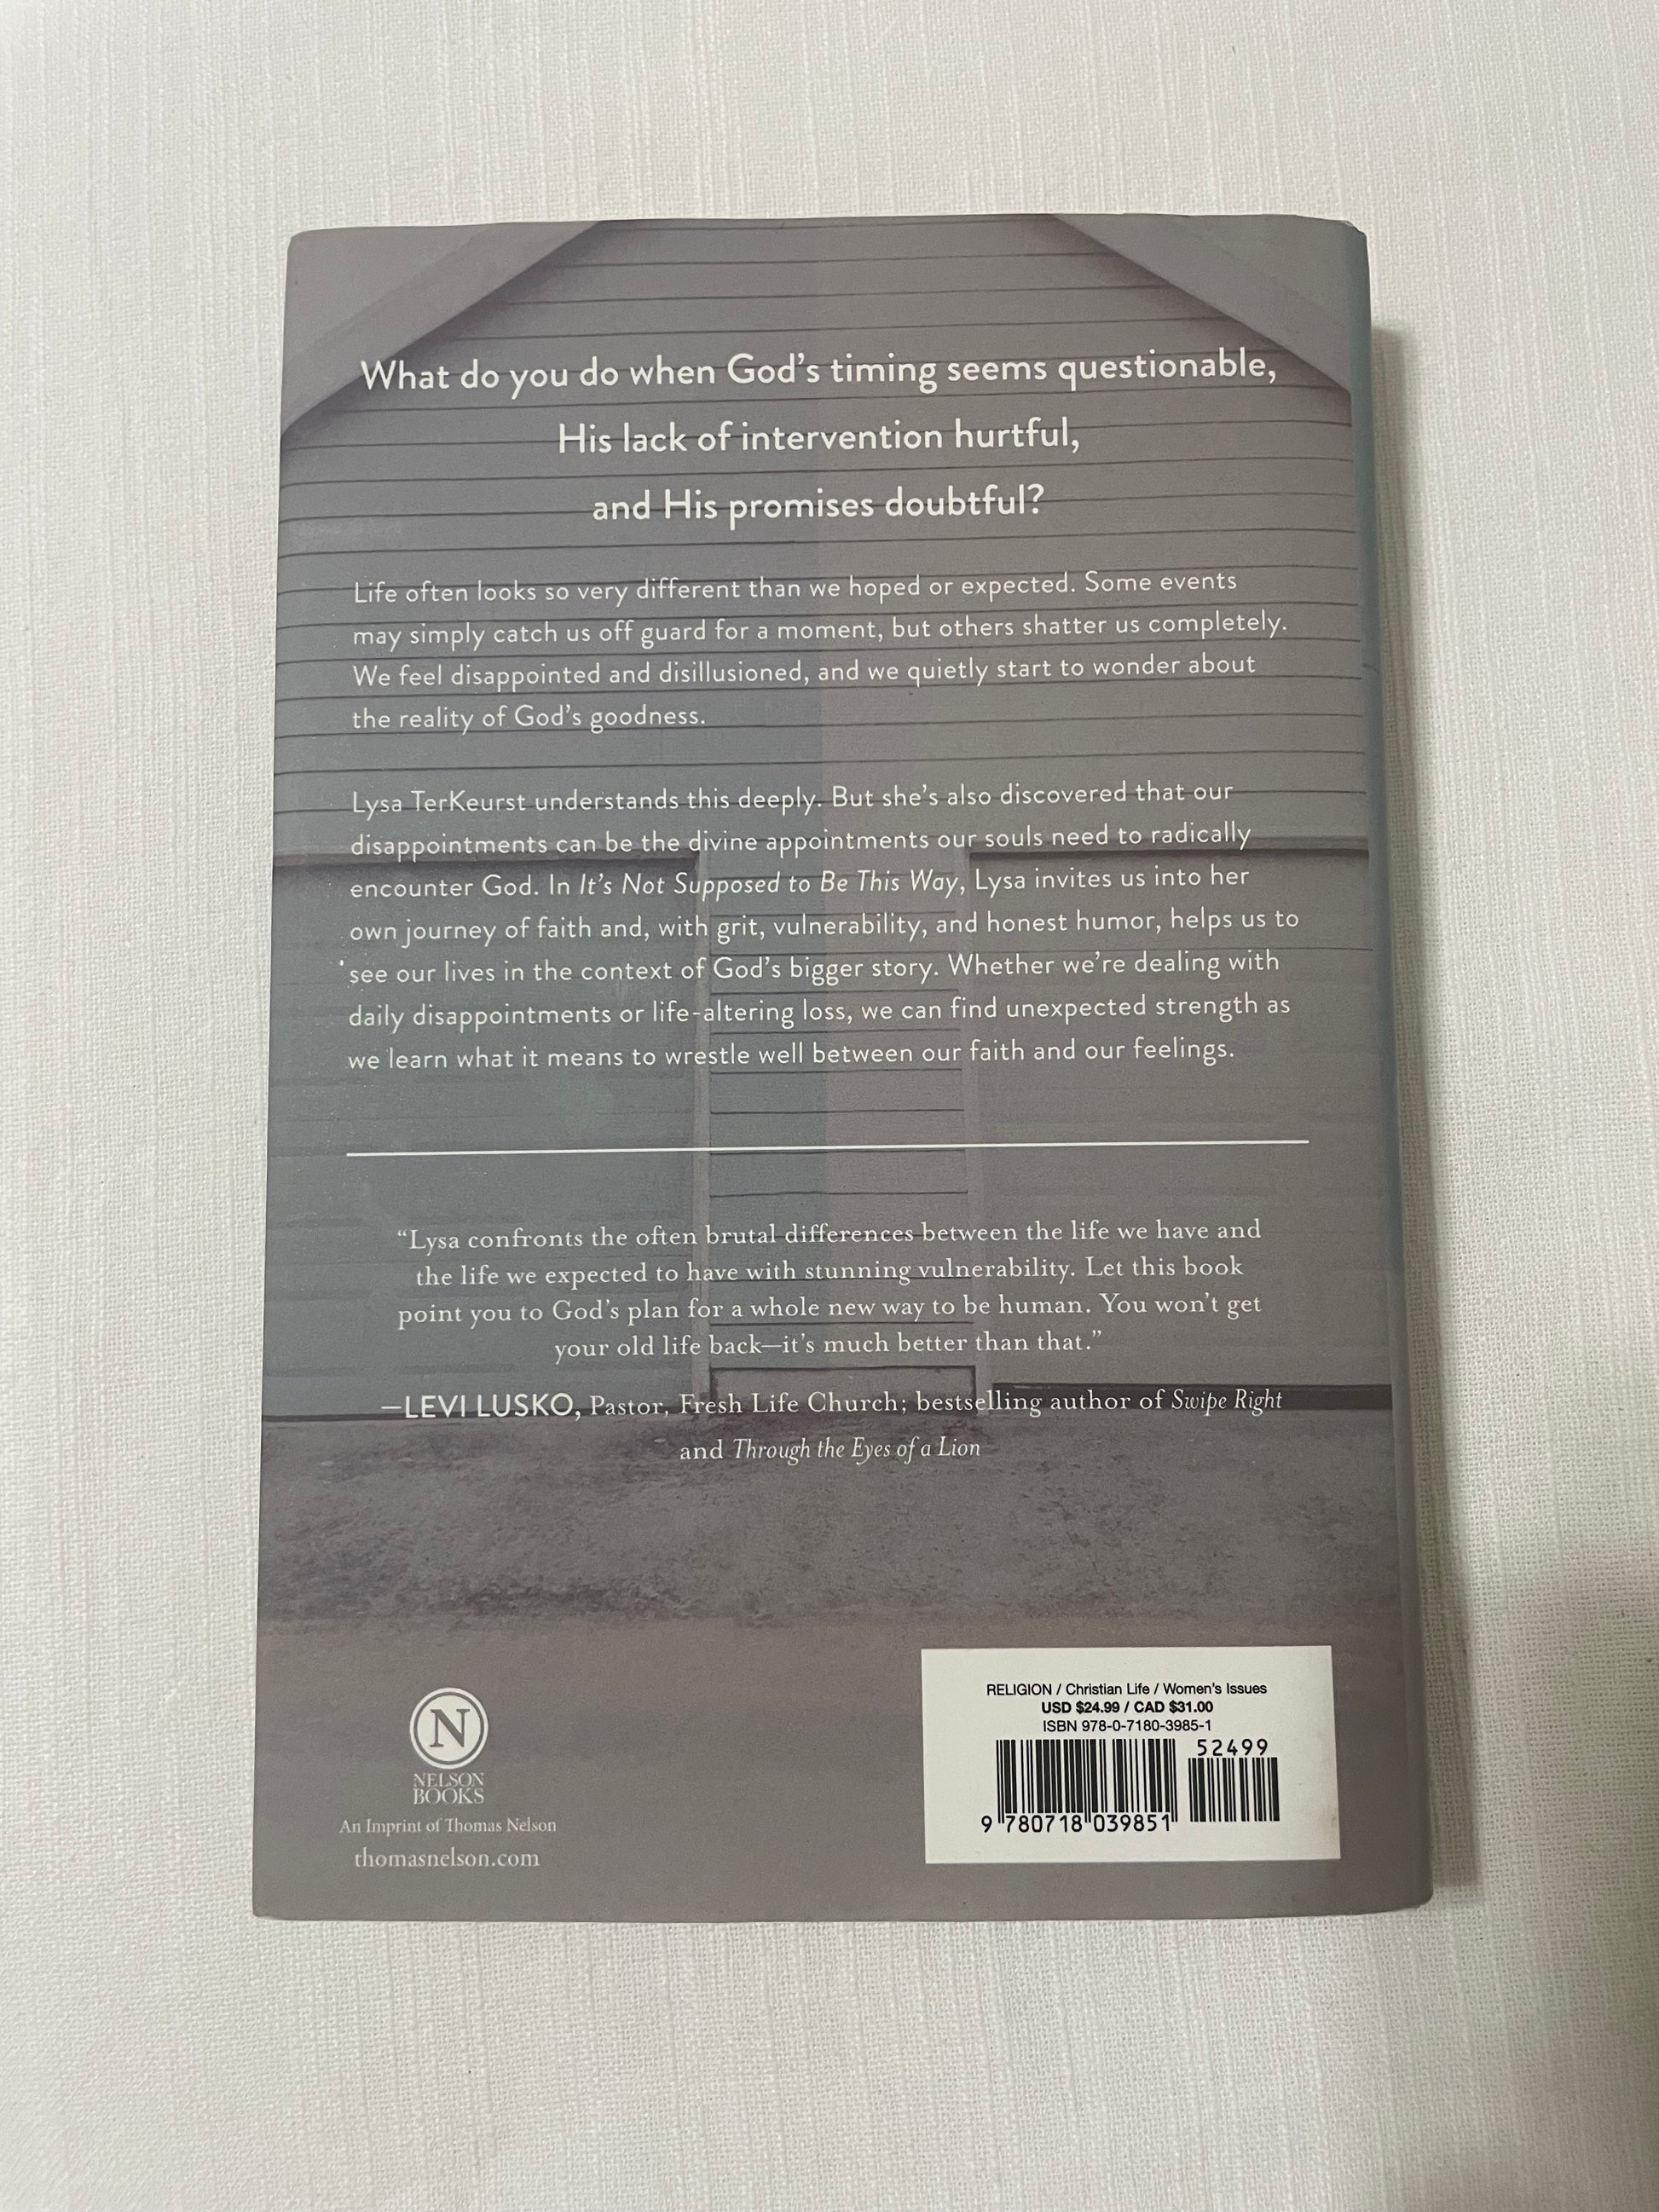 What do you do when God’s timing seems questionable,
His lack of intervention hurtful,
and His promises doubtful?
Life often looks so very different than we hoped or expected. Some events
may simply catch us off guard for a moment, but others shatter us completely.
We feel disappointed and disillusioned, and we quietly start to wonder about
the reality of God’s goodness.
Lysa TerKeurst understands this deeply. But she’s also discovered that our
disappointments can be the divine appointments our souls need to radically
encounter God. In It’s Not Supposed to Be This Way, Lysa invites us into her
own journey of faith and, with grit, vulnerability, and honest humor, helps us to
see our lives in the context of God’s bigger story. Whether we’re dealing with
daily disappointments or life-altering loss, we can find unexpected strength as
we learn what it means to wrestle well between our faith and our feelings.
“Lysa confronts the often brutal differences between the life we have and
the life we expected to have with stunning vulnerability. Let this book
point you to God’s plan for a whole new way to be human. You won’t get
your old life back—it’s much better than that.”
—LEVI LUSKO, Pastor, Fresh Life Church; bestselling author of Swipe Right
and Through the Eyes of a Lion
N
NELSON
BOOKS
An Imprint of Thomas Nelson
thomasnelson.com
RELIGION / Christian Life / Women's Issues
USD $24.99 / CAD $31.00
ISBN 978-0-7180-3985-1
52499
9 780718 039851